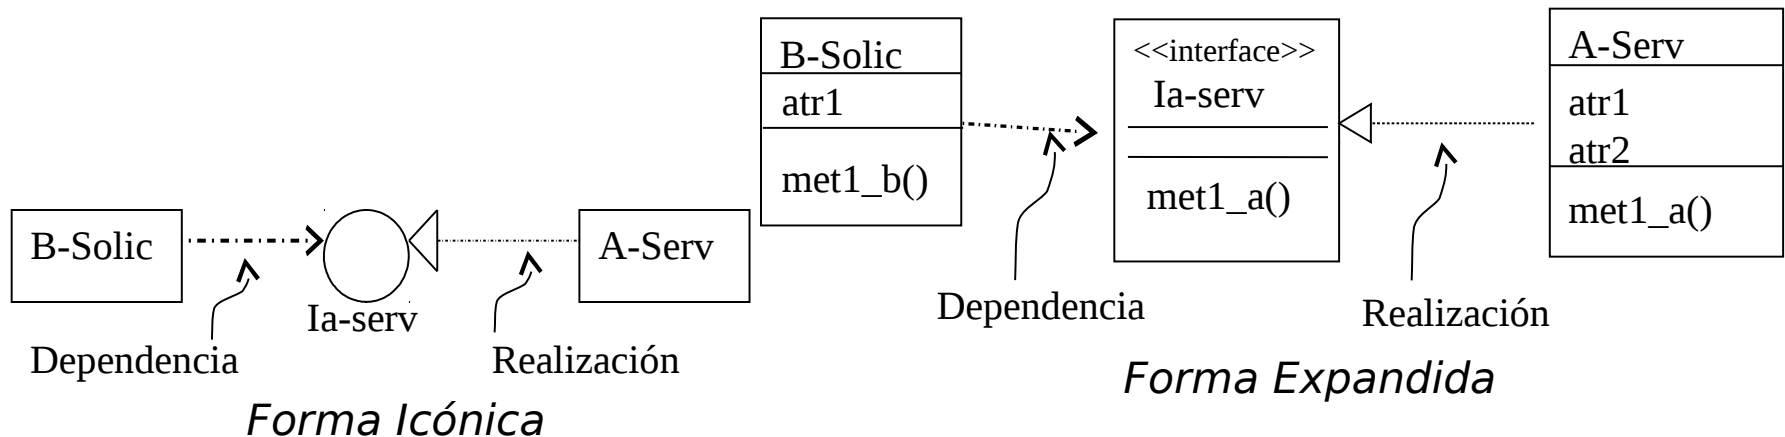 B-Solic
Ia-serv
A-Serv
Dependencia
Realización
Forma Icónica
B-Solic
atr1
met1_b()
<<interface>>
Ia-serv
met1_a()
A-Serv
atr1
atr2
met1_a()
Dependencia
Realización
Forma Expandida